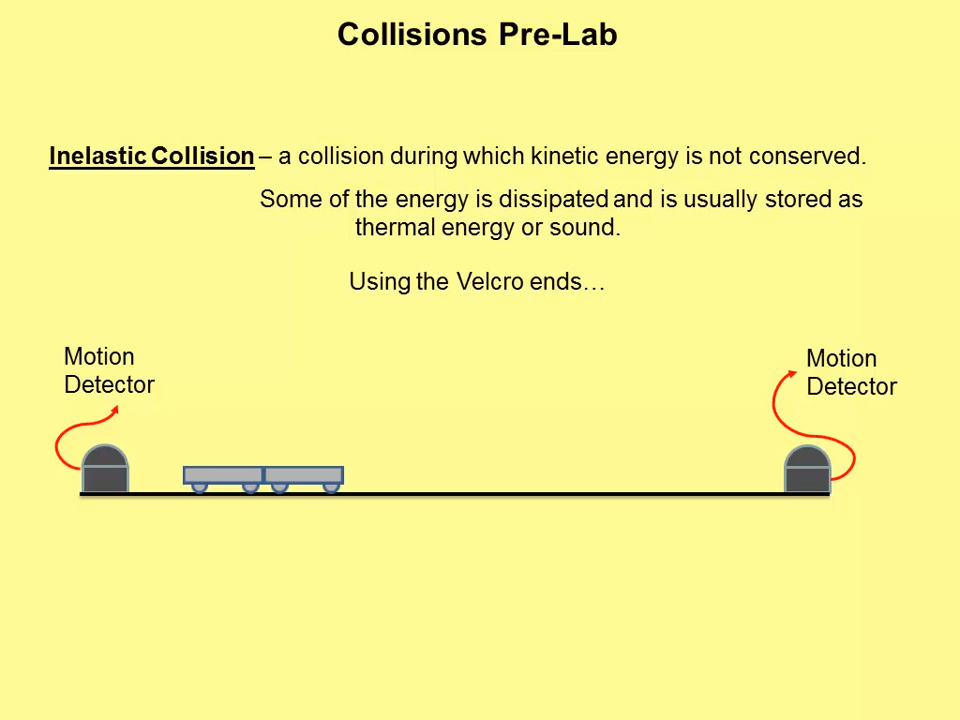 Collisions Pre-Lab
Inelastic Collision – a collision during which kinetic energy is not conserved.
Some of the energy is dissipated and is usually stored as
thermal energy or sound.
Using the Velcro ends…
Motion
Detector
Motion
Detector